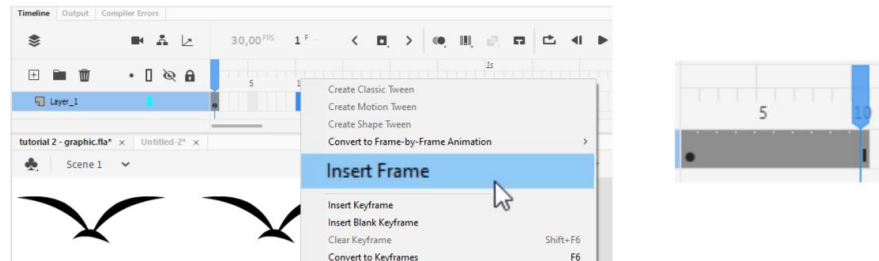 Timeline Output Compiler Errors
30,00 FPS 1 F
1s
5 1
Layer_1
Create Classic Tween
Create Motion Tween
Create Shape Tween
Convert to Frame-by-Frame Animation >
Insert Frame
Insert Keyframe
Insert Blank Keyframe
Clear Keyframe Shift+F6
Convert to Keyframes F6
tutorial 2 - graphic.fla* × Untitled-2* ×
Scene 1
5 10